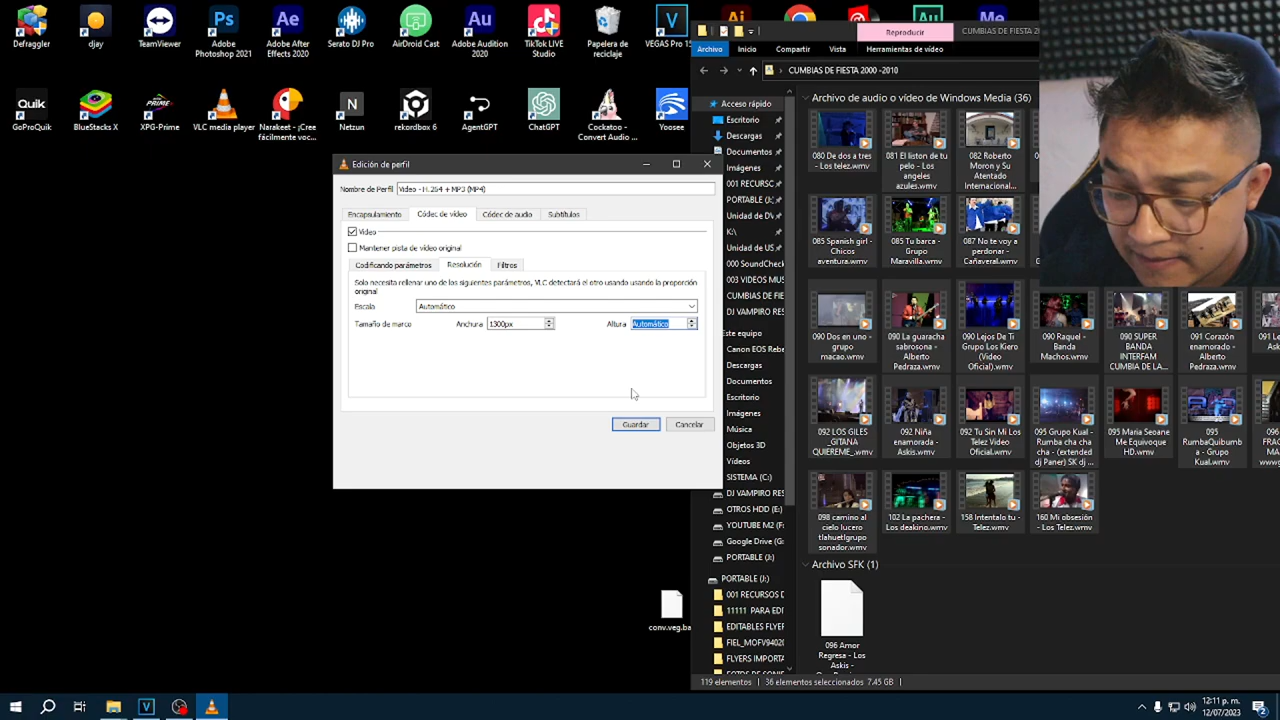 Defraggler
djay
TeamViewer
Adobe
Photoshop 2021
Adobe After
Effects 2020
Serato DJ Pro
AirDroid Cast
Adobe Audition
2020
TikTok LIVE
Studio
Papelera de
reciclaje
VEGAS Pro 15
GoProQuik
BlueStacks X
XPG-Prime
VLC media player
Narakeet - ¡Cree
fácilmente voc...
Netzun
rekordbox 6
AgentGPT
ChatGPT
Cockatoo -
Convert Audio ...
Yoosee
conv.veg.ba
Edición de perfil
Nombre de Perfil
Video - H.264 + MP3 (MP4)
Encapsulamiento
Códec de vídeo
Códec de audio
Subtítulos
Video
Mantener pista de vídeo original
Codificando parámetros
Resolución
Filtros
Solo necesita rellenar uno de los siguientes parámetros, VLC detectará el otro usando usando la proporción
original
Escala
Automático
Tamaño de marco
Anchura
1300px
Altura
Automático
Guardar
Cancelar
Reproducir
CUMBIAS DE FIESTA 20
Archivo
Inicio
Compartir
Vista
Herramientas de vídeo
CUMBIAS DE FIESTA 2000 -2010
Acceso rápido
Escritorio
Descargas
Documentos
Imágenes
001 RECURSC
PORTABLE (J:
Unidad de DV
K:\
Unidad de US
000 SoundCheck
003 VIDEOS MUS
CUMBIAS DE FIE
DJ VAMPIRO RES
Este equipo
Canon EOS Rebe
Descargas
Documentos
Escritorio
Imágenes
Música
Objetos 3D
Vídeos
SISTEMA (C:)
DJ VAMPIRO RES
OTROS HDD (E:)
YOUTUBE M2 (F:
Google Drive (G:
PORTABLE (J:)
PORTABLE (J:)
001 RECURSOS D
11111 PARA EDI
EDITABLES FLYER
FIEL_MOFV9402
FLYERS IMPORTA
Archivo de audio o vídeo de Windows Media (36)
080 De dos a tres
- Los telez.wmv
081 El liston de tu
pelo - Los
angeles
azules.wmv
082 Roberto
Moron y Su
Atentado
Internacional...
085 Spanish girl -
Chicos
aventura.wmv
085 Tu barca -
Grupo
Maravilla.wmv
087 No te voy a
perdonar -
Cañaveral.wmv
090 Dos en uno -
grupo
macao.wmv
090 La guaracha
sabrosona -
Alberto
Pedraza.wmv
090 Lejos De Ti
Grupo Los Kiero
(Video
Oficial).wmv
090 Raquel -
Banda
Machos.wmv
090 SUPER
BANDA
INTERFAM
CUMBIA DE LA...
091 Corazón
enamorado -
Alberto
Pedraza.wmv
092 LOS GILES
_GITANA
QUIEREME_.wmv
092 Niña
enamorada -
Askis.wmv
092 Tu Sin Mi Los
Telez Video
Oficial.wmv
095 Grupo Kual -
Rumba cha cha
cha - (extended
dj Paner) SK dj ...
095 Maria Seoane
Me Equivoque
HD.wmv
095
RumbaQuibumb
a - Grupo
Kual.wmv
098 camino al
cielo lucero
tlahuetlgrupo
sonador.wmv
102 La pachera -
Los deakino.wmv
158 Intentalo tu -
Telez.wmv
160 Mi obsesión
- Los Telez.wmv
Archivo SFK (1)
096 Amor
Regresa - Los
Askis -
119 elementos
36 elementos seleccionados 7.45 GB
12:11 p. m.
12/07/2023